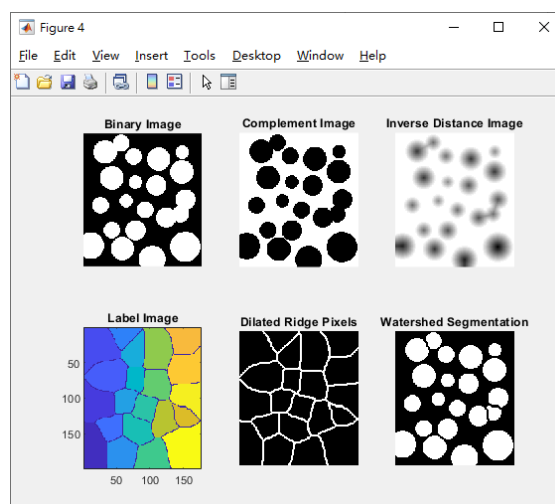 Figure 4
File Edit View Insert Tools Desktop Window Help
Binary Image Complement Image Inverse Distance Image
Label Image Dilated Ridge Pixels Watershed Segmentation
50
100
150
50 100 150